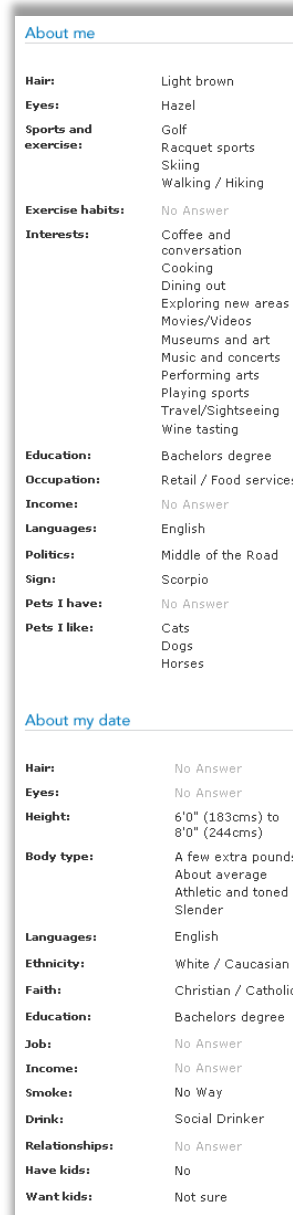 About me
Hair: Light brown
Eyes: Hazel
Sports and exercise: Golf
Racquet sports
Skiing
Walking / Hiking
Exercise habits: No Answer
Interests: Coffee and
conversation
Cooking
Dining out
Exploring new areas
Movies/Videos
Museums and art
Music and concerts
Performing arts
Playing sports
Travel/Sightseeing
Wine tasting
Education: Bachelors degree
Occupation: Retail / Food services
Income: No Answer
Languages: English
Politics: Middle of the Road
Sign: Scorpio
Pets I have: No Answer
Pets I like: Cats
Dogs
Horses
About my date
Hair: No Answer
Eyes: No Answer
Height: 6'0" (183cms) to
8'0" (244cms)
Body type: A few extra pounds
About average
Athletic and toned
Slender
Languages: English
Ethnicity: White / Caucasian
Faith: Christian / Catholic
Education: Bachelors degree
Job: No Answer
Income: No Answer
Smoke: No Way
Drink: Social Drinker
Relationships: No Answer
Have kids: No
Want kids: Not sure